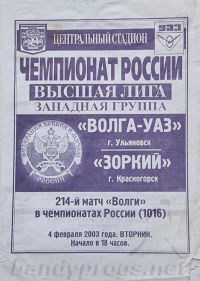 УАЗ
ЦЕНТРАЛЬНЫЙ СТАДИОН
ЧЕМПИОНАТ РОССИИ
ВЫСШАЯ ЛИГА
ЗАПАДНАЯ ГРУППА
«ВОЛГА-УАЗ»
г. Ульяновск
«ЗОРКИЙ»
г. Красногорск
РОССИИ
214-й матч «Волги»
в чемпионатах России (1016)
4 февраля 2003 года. ВТОРНИК.
Начало в 18 часов.
bandyprogs.net